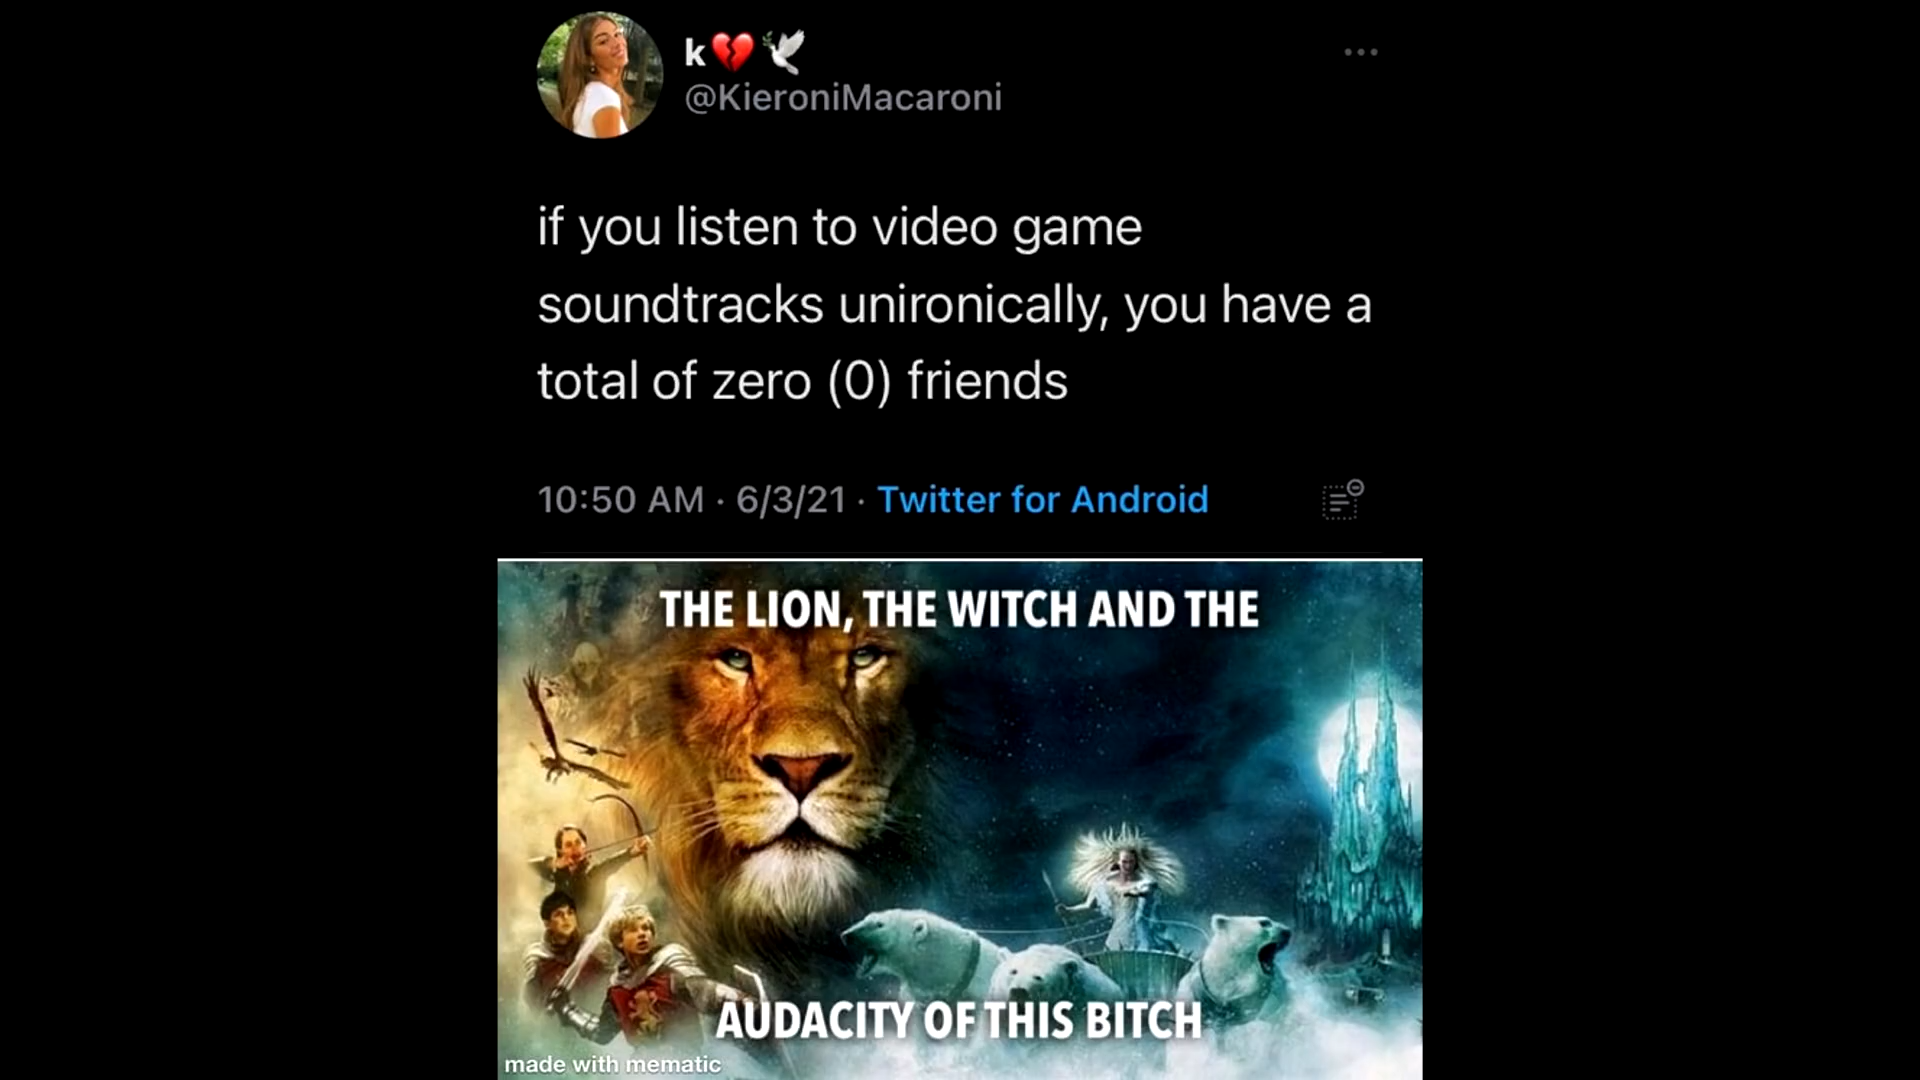 k💔🕊️
@KieroniMacaroni
if you listen to video game
soundtracks unironically, you have a
total of zero (0) friends
10:50 AM · 6/3/21 · Twitter for Android
THE LION, THE WITCH AND THE
AUDACITY OF THIS BITCH
made with mematic